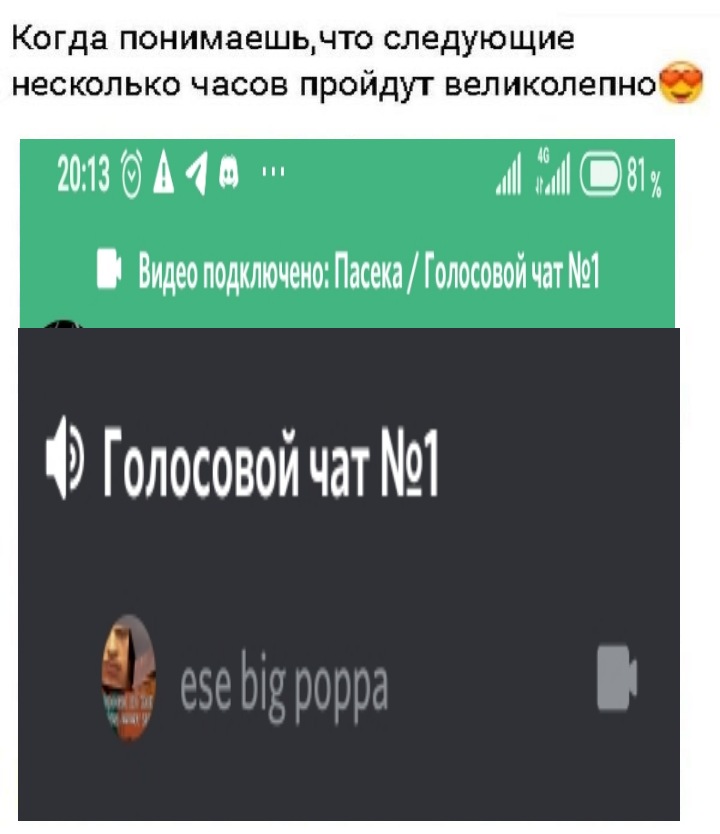 Когда понимаешь,что следующие
несколько часов пройдут великолепно😍
20:13 ... 4G 81%
Видео подключено: Пасека / Голосовой чат №1
Голосовой чат №1
ese big poppa